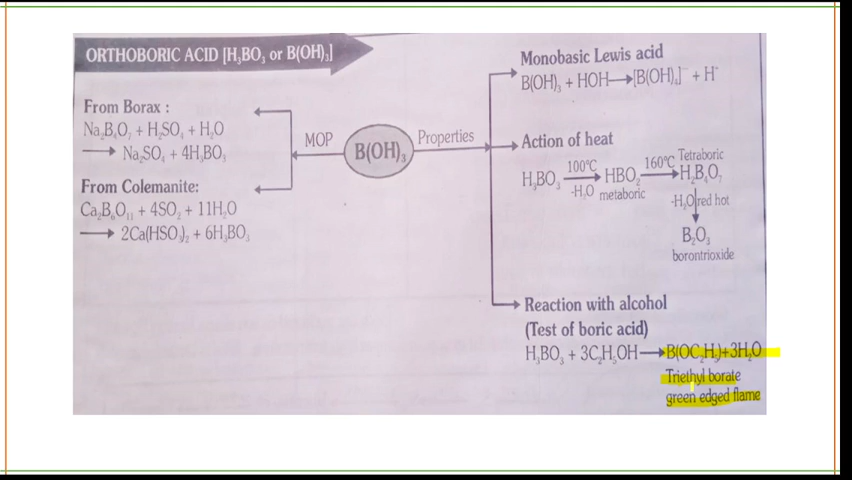 ORTHOBORIC ACID [H₃BO₃ or B(OH)₃]
From Borax :
Na₂B₄O₇ + H₂SO₄ + H₂O
⟶ Na₂SO₄ + 4H₃BO₃
From Colemanite:
Ca₂B₆O₁₁ + 4SO₂ + 11H₂O
⟶ 2Ca(HSO₃)₂ + 6H₃BO₃
MOP
B(OH)₃
Properties
Monobasic Lewis acid
B(OH)₃ + HOH⟶[B(OH)₄]⁻ + H⁺
Action of heat
H₃BO₃ 100°C ⟶ -H₂O HBO₂ 160°C ⟶ Tetraboric H₂B₄O₇
metaboric
-H₂O red hot
B₂O₃
borontrioxide
Reaction with alcohol
(Test of boric acid)
H₃BO₃ + 3C₂H₅OH⟶B(OC₂H₅)+3H₂O
Triethyl borate
green edged flame